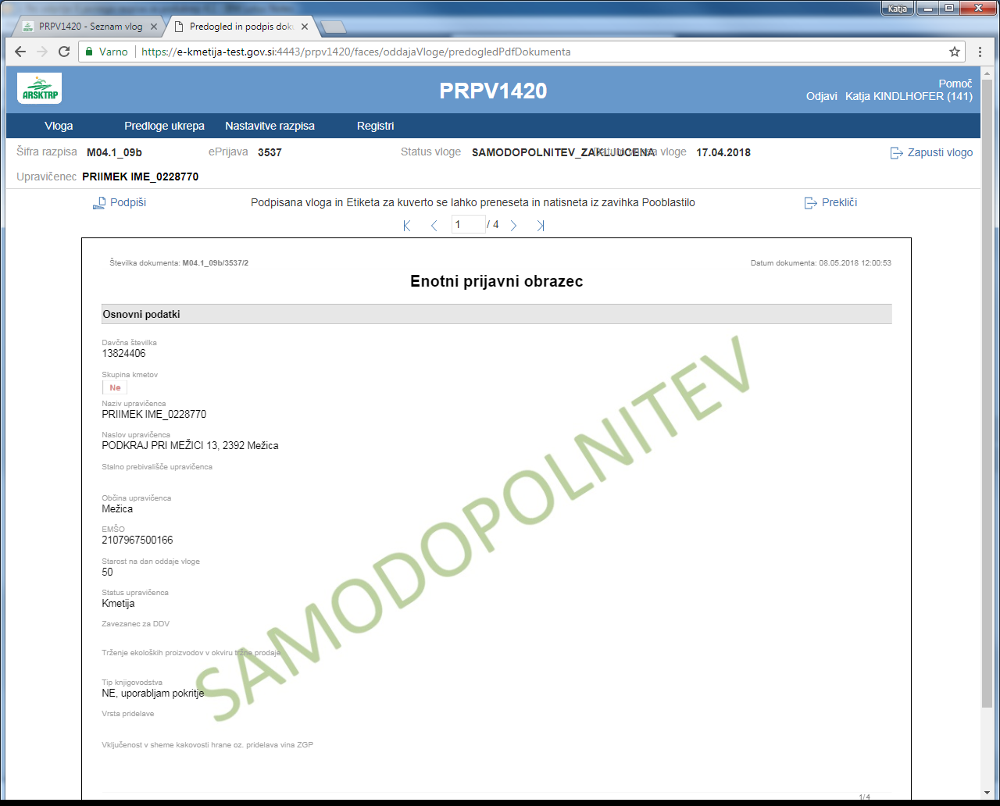 Katja
PRPV1420 - Seznam vlog
Predogled in podpis doku
Varno
https://e-kmetija-test.gov.si:4443/prpv1420/faces/oddajaVloge/predogledPdfDokumenta
ARSKTRP
PRPV1420
Pomoč
Odjavi Katja KINDLHOFER (141)
Vloga Predloge ukrepa Nastavitve razpisa Registri
Šifra razpisa M04.1_09b ePrijava 3537 Status vloge SAMODOPOLNITEV_ZAKLJUCENA vloge 17.04.2018 Zapusti vlogo
Upravičenec PRIIMEK IME_0228770
Podpiši Podpisana vloga in Etiketa za kuverto se lahko preneseta in natisneta iz zavihka Pooblastilo Prekliči
1 / 4
Številka dokumenta: M04.1_09b/3537/2 Datum dokumenta: 08.05.2018 12:00:53
Enotni prijavni obrazec
Osnovni podatki
Davčna številka
13824406
Skupina kmetov
Ne
Naziv upravičenca
PRIIMEK IME_0228770
Naslov upravičenca
PODKRAJ PRI MEŽICI 13, 2392 Mežica
Stalno prebivališče upravičenca
Občina upravičenca
Mežica
EMŠO
2107967500166
Starost na dan oddaje vloge
50
Status upravičenca
Kmetija
Zavezanec za DDV
Trženje ekoloških proizvodov v okviru tržne prodaje
Tip knjigovodstva
NE, uporabljam pokritje
Vrsta pridelave
Vključenost v sheme kakovosti hrane oz. pridelava vina ZGP
SAMODOPOLNITEV
1/4